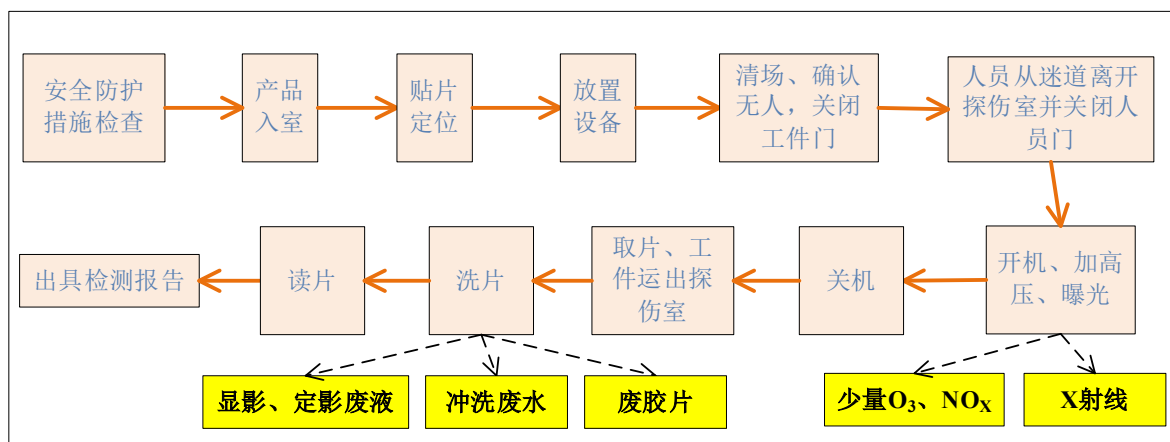 安全防护
措施检查
产品
入室
贴片
定位
放置
设备
清场、确认
无人，关闭
工件门
人员从迷道离开
探伤室并关闭人
员门
开机、加高
压、曝光
关机
取片、工
件运出探
伤室
洗片
读片
出具检测报告
显影、定影废液
冲洗废水
废胶片
少量O₃、NOX
X射线